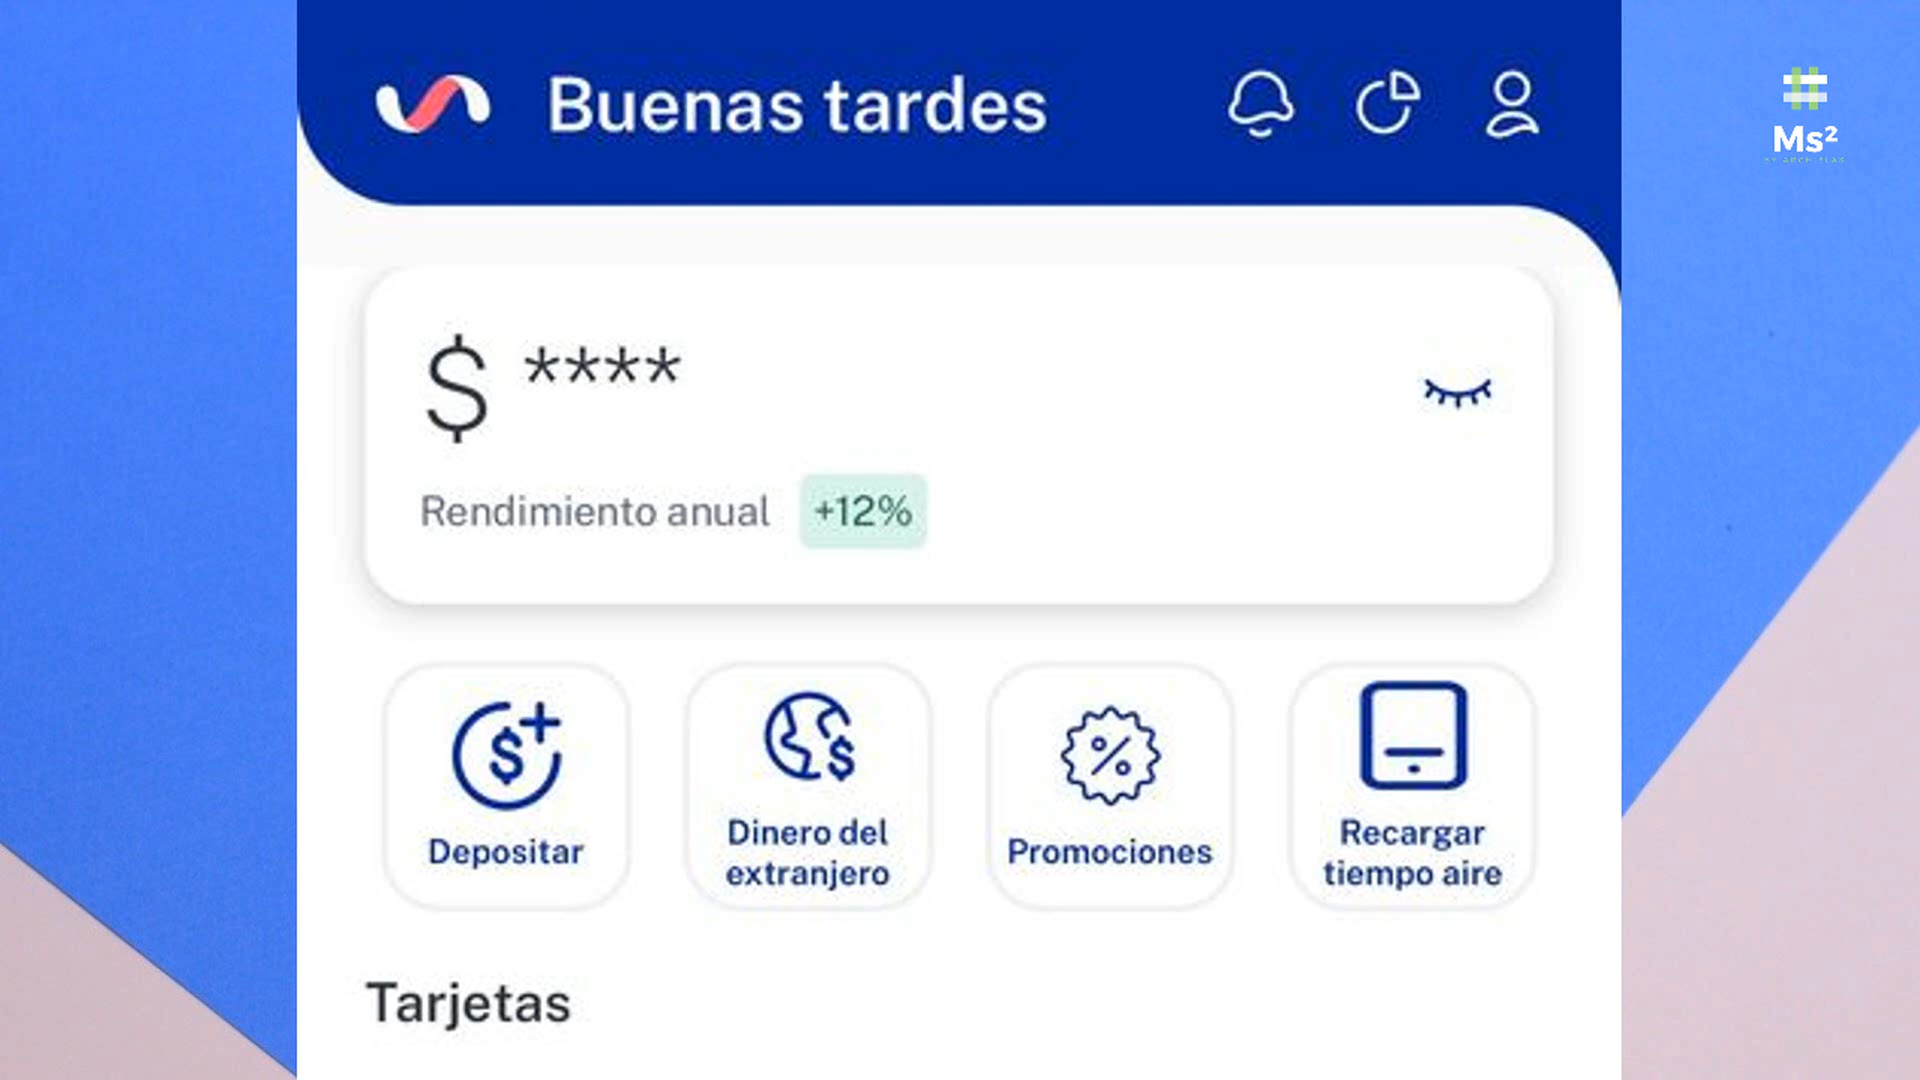 Buenas tardes
Ms²
$ ****
Rendimiento anual +12%
Depositar
Dinero del
extranjero
Promociones
Recargar
tiempo aire
Tarjetas